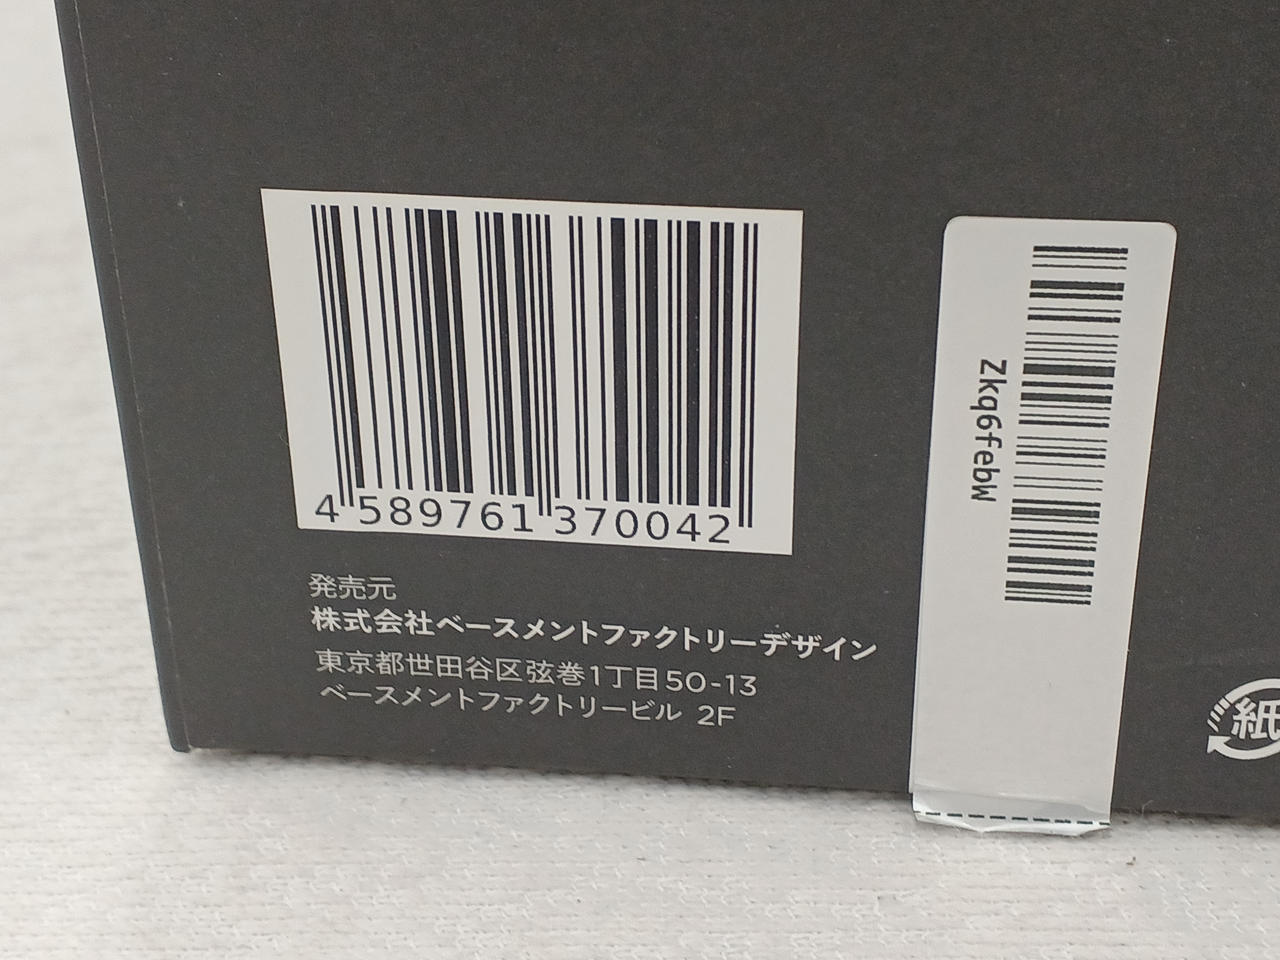 4 589761 370042
発売元
株式会社ベースメントファクトリーデザイン
東京都世田谷区弦巻1丁目50-13
ベースメントファクトリービル 2F
Zkq6febW
紙